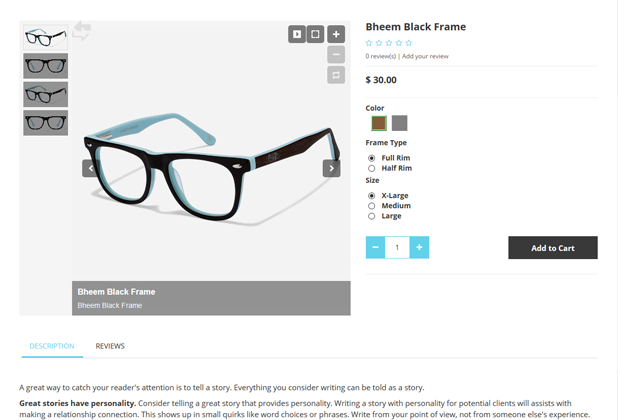 Bheem Black Frame
0 review(s) | Add your review
$ 30.00
Color
Frame Type
Full Rim
Half Rim
Size
X-Large
Medium
Large
− 1 +
Add to Cart
Bheem Black Frame
Bheem Black Frame
DESCRIPTION REVIEWS
A great way to catch your reader's attention is to tell a story. Everything you consider writing can be told as a story.
Great stories have personality. Consider telling a great story that provides personality. Writing a story with personality for potential clients will assists with
making a relationship connection. This shows up in small quirks like word choices or phrases. Write from your point of view, not from someone else's experience.